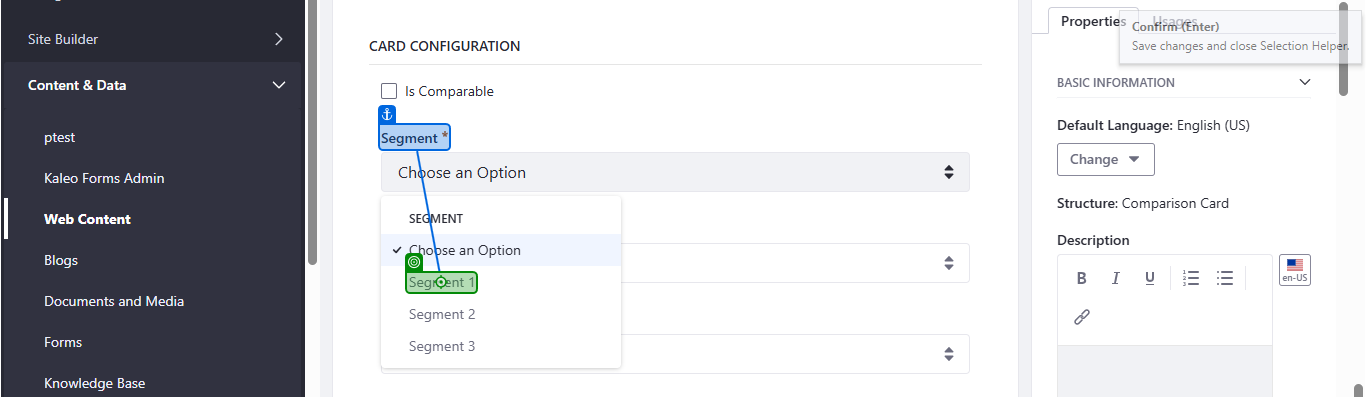 Site Builder
Content & Data
ptest
Kaleo Forms Admin
Web Content
Blogs
Documents and Media
Forms
Knowledge Base
CARD CONFIGURATION
Is Comparable
Segment *
Choose an Option
SEGMENT
Choose an Option
Segment 1
Segment 2
Segment 3
Properties
Usages
Confirm (Enter)
Save changes and close Selection Helper.
BASIC INFORMATION
Default Language: English (US)
Change
Structure: Comparison Card
Description
B I U
en-US